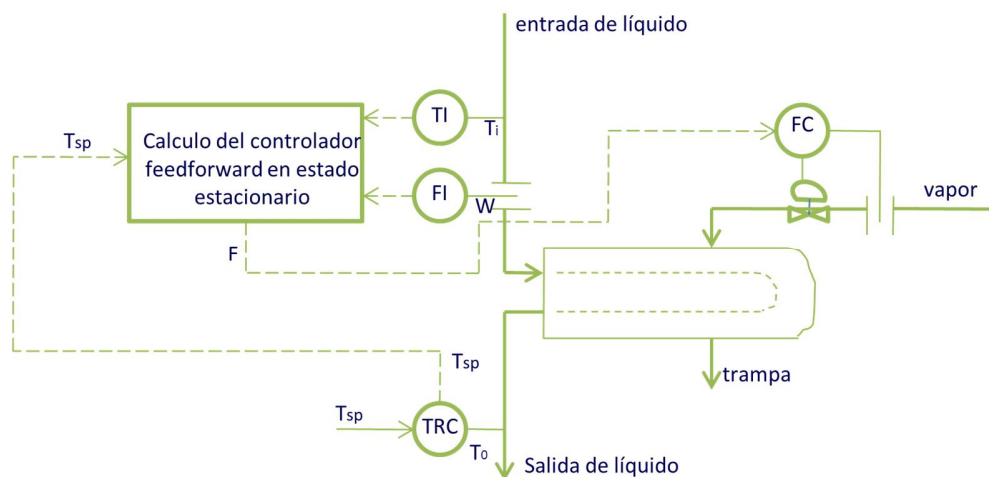 entrada de líquido
TI
Ti
FC
Tsp
Calculo del controlador
feedforward en estado
estacionario
FI
W
vapor
F
Tsp
trampa
Tsp
TRC
T0
Salida de líquido